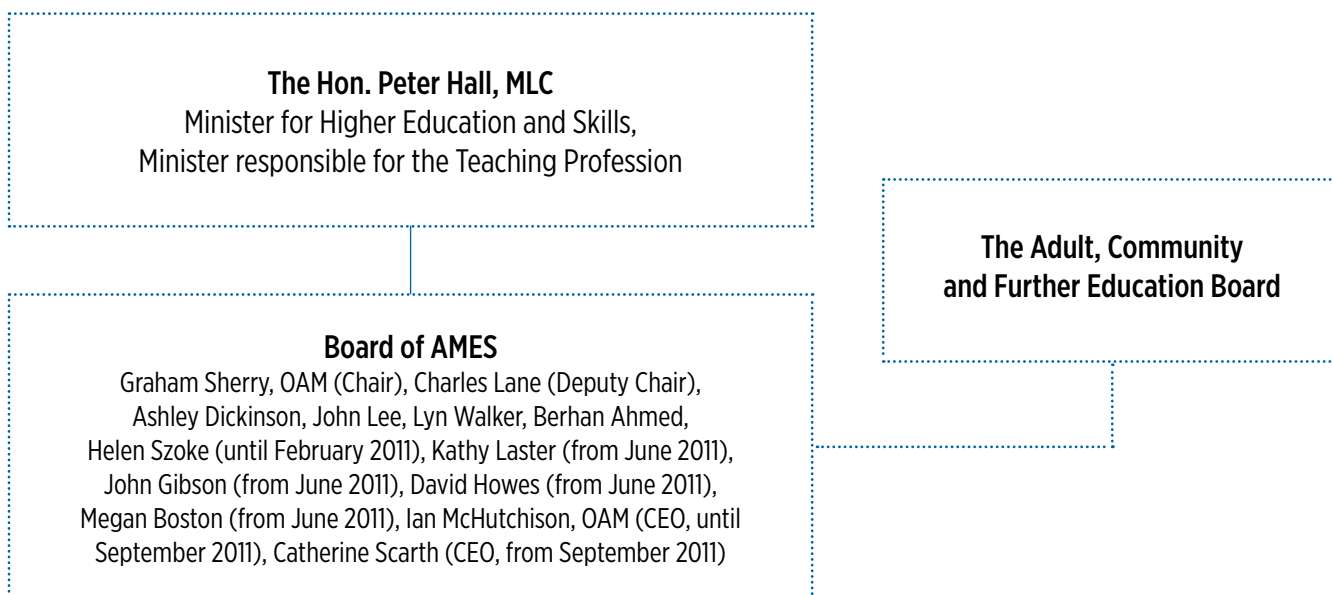 The Hon. Peter Hall, MLC
Minister for Higher Education and Skills,
Minister responsible for the Teaching Profession
The Adult, Community
and Further Education Board
Board of AMES
Graham Sherry, OAM (Chair), Charles Lane (Deputy Chair),
Ashley Dickinson, John Lee, Lyn Walker, Berhan Ahmed,
Helen Szoke (until February 2011), Kathy Laster (from June 2011),
John Gibson (from June 2011), David Howes (from June 2011),
Megan Boston (from June 2011), Ian McHutchison, OAM (CEO, until
September 2011), Catherine Scarth (CEO, from September 2011)